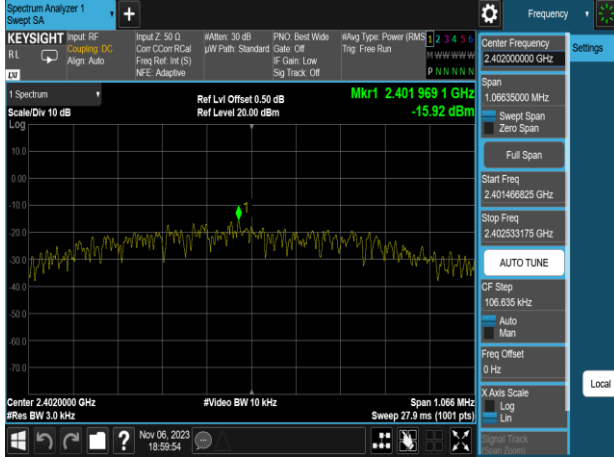 Spectrum Analyzer 1
Swept SA
+
Frequency
KEYSIGHT
RL
Input: RF
Coupling: DC
Align: Auto
Input Z: 50 Ω
Corr CCorr RCal
Freq Ref: Int (S)
NFE: Adaptive
#Atten: 30 dB
µW Path: Standard
PNO: Best Wide
Gate: Off
IF Gain: Low
Sig Track: Off
#Avg Type: Power (RMS
Trig: Free Run
1 2 3 4 5 6
M W W W W W
P N N N N N
LXI
1 Spectrum
Scale/Div 10 dB
Log
Ref Lvl Offset 0.50 dB
Ref Level 20.00 dBm
Mkr1 2.401 969 1 GHz
-15.92 dBm
10.0
0.00
-10.0
-20.0
-30.0
-40.0
-50.0
-60.0
-70.0
1
Center 2.4020000 GHz
#Res BW 3.0 kHz
#Video BW 10 kHz
Span 1.066 MHz
Sweep 27.9 ms (1001 pts)
Nov 06, 2023
18:59:54
?
Center Frequency
2.402000000 GHz
Settings
Span
1.06635000 MHz
Swept Span
Zero Span
Full Span
Start Freq
2.401466825 GHz
Stop Freq
2.402533175 GHz
AUTO TUNE
CF Step
106.635 kHz
Auto
Man
Freq Offset
0 Hz
Local
X Axis Scale
Log
Lin
Signal Track
(Span Zoom)